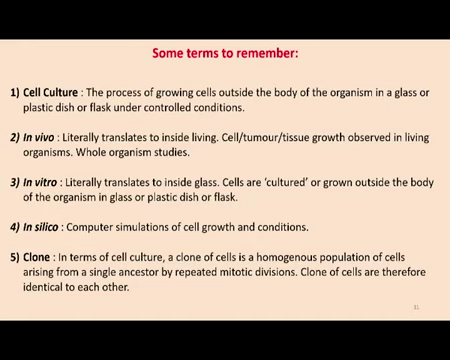 Some terms to remember:
1) Cell Culture : The process of growing cells outside the body of the organism in a glass or
plastic dish or flask under controlled conditions.
2) In vivo : Literally translates to inside living. Cell/tumour/tissue growth observed in living
organisms. Whole organism studies.
3) In vitro : Literally translates to inside glass. Cells are 'cultured' or grown outside the body
of the organism in glass or plastic dish or flask.
4) In silico : Computer simulations of cell growth and conditions.
5) Clone : In terms of cell culture, a clone of cells is a homogenous population of cells
arising from a single ancestor by repeated mitotic divisions. Clone of cells are therefore
identical to each other.